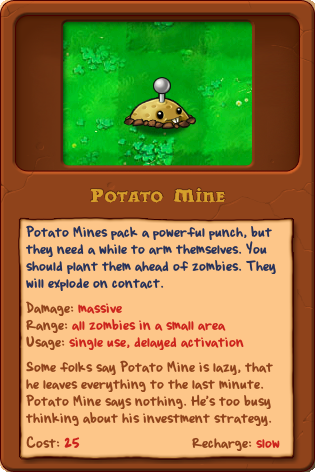 Potato Mine
Potato Mines pack a powerful punch, but
they need a while to arm themselves. You
should plant them ahead of zombies. They
will explode on contact.
Damage: massive
Range: all zombies in a small area
Usage: single use, delayed activation
Some folks say Potato Mine is lazy, that
he leaves everything to the last minute.
Potato Mine says nothing. He's too busy
thinking about his investment strategy.
Cost: 25 Recharge: slow